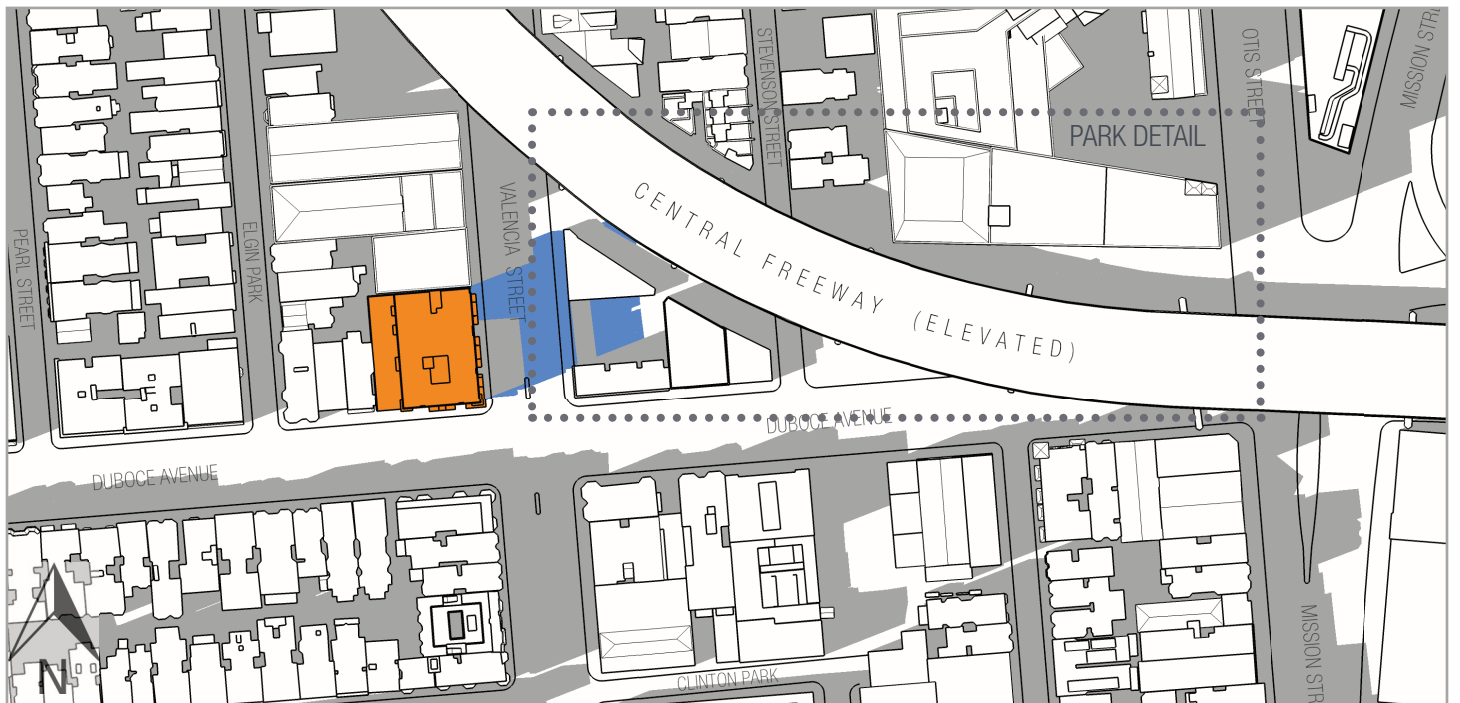 STEVENSON STREET
OTIS STREET
MISSION STR
PARK DETAIL
VALENCIA STREET
CENTRAL FREEWAY (ELEVATED)
PEARL STREET
ELGIN PARK
DUBOCE AVENUE
DUBOCE AVENUE
MISSION STR
CLINTON PARK
N